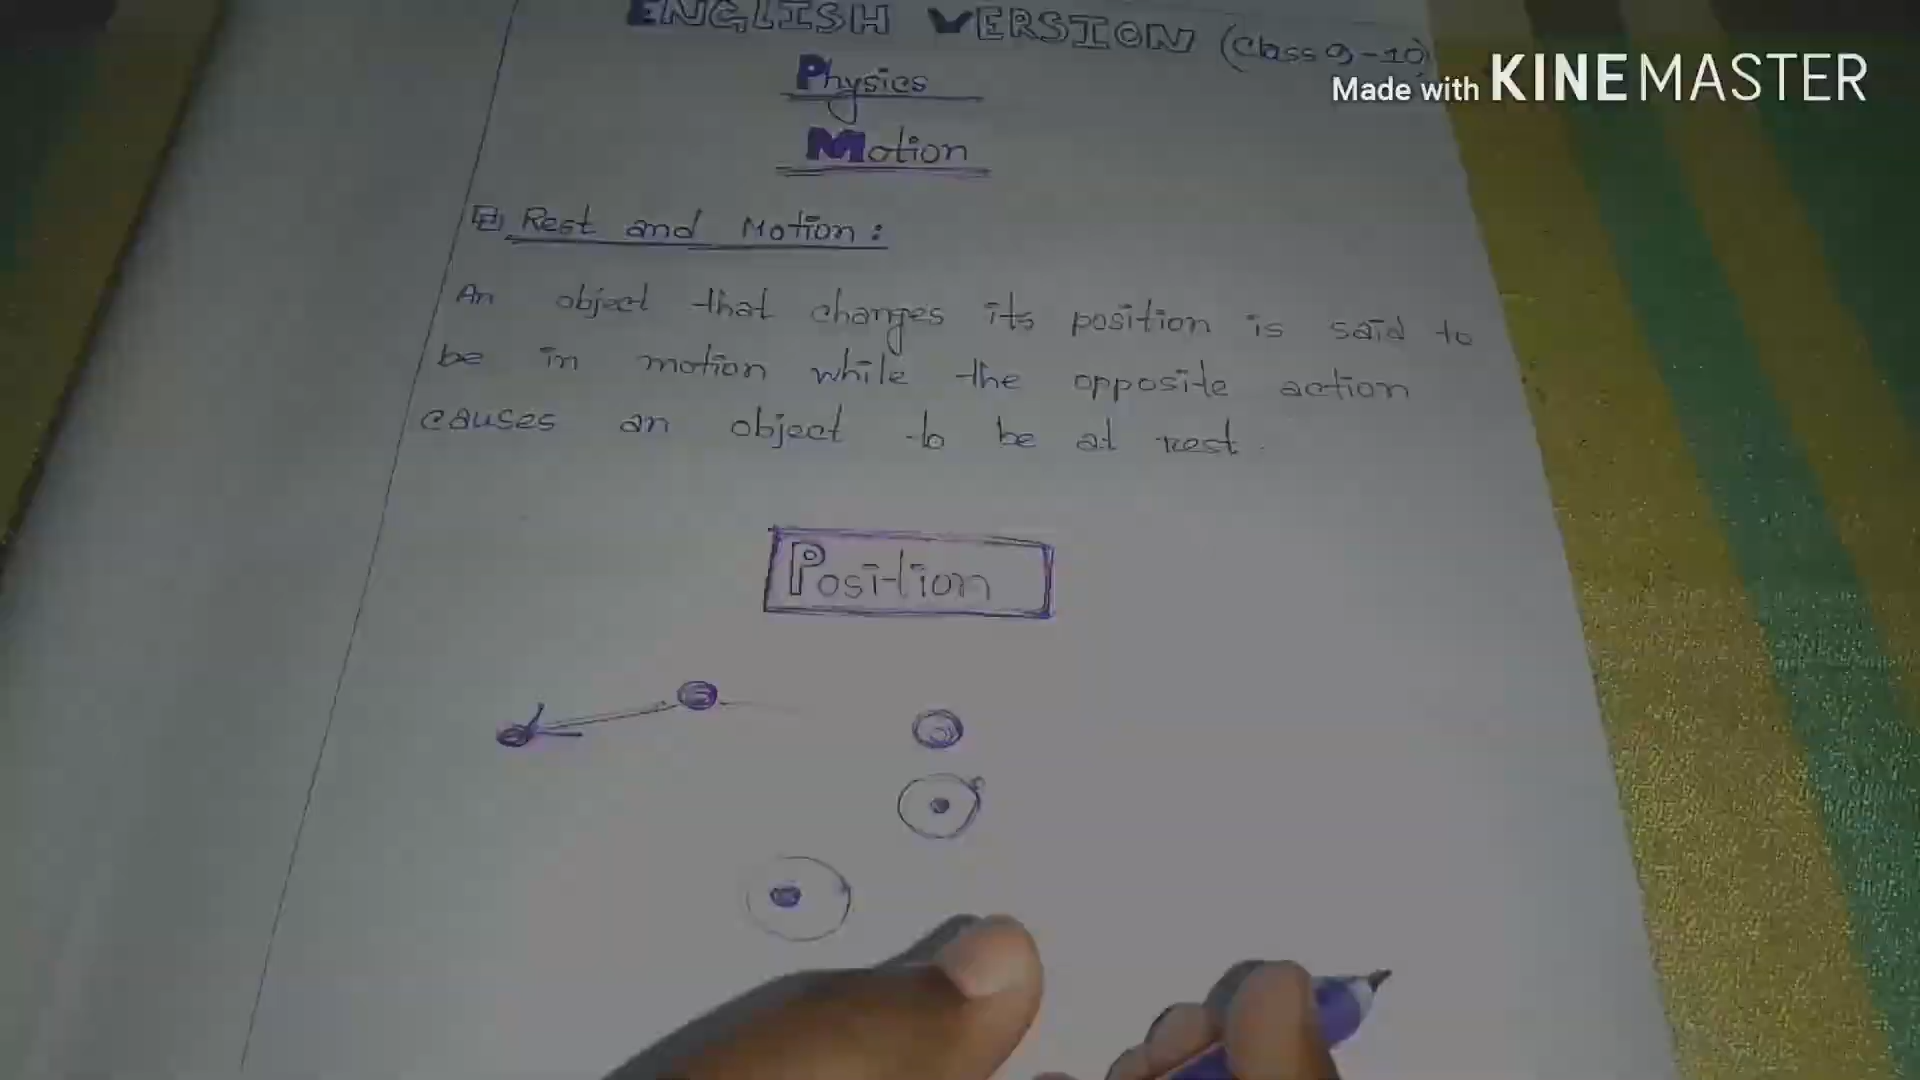 ENGLISH VERSION (Class 9-10)
Made with KINEMASTER
Physics
Motion
Rest and Motion:
An object that changes its position is said to
be in motion while the opposite action
causes an object to be at rest.
Position